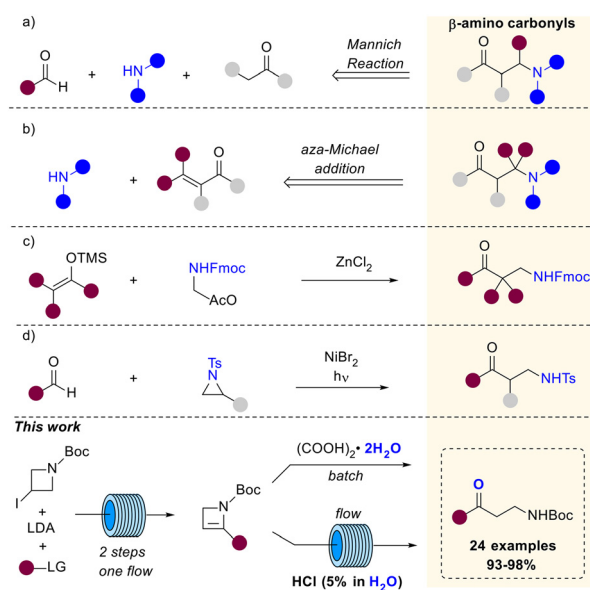 a)
β-amino carbonyls
O
H
+
HN
+
O
Mannich
Reaction
O
N
b)
HN
+
O
aza-Michael
addition
O
N
c)
OTMS
+
NHFmoc
AcO
ZnCl2
O
NHFmoc
d)
O
H
+
Ts
N
NiBr2
hν
O
NHTs
This work
Boc
N
I
+
LDA
+
LG
2 steps
one flow
Boc
N
(COOH)2• 2H2O
batch
flow
HCl (5% in H2O)
O
NHBoc
24 examples
93-98%